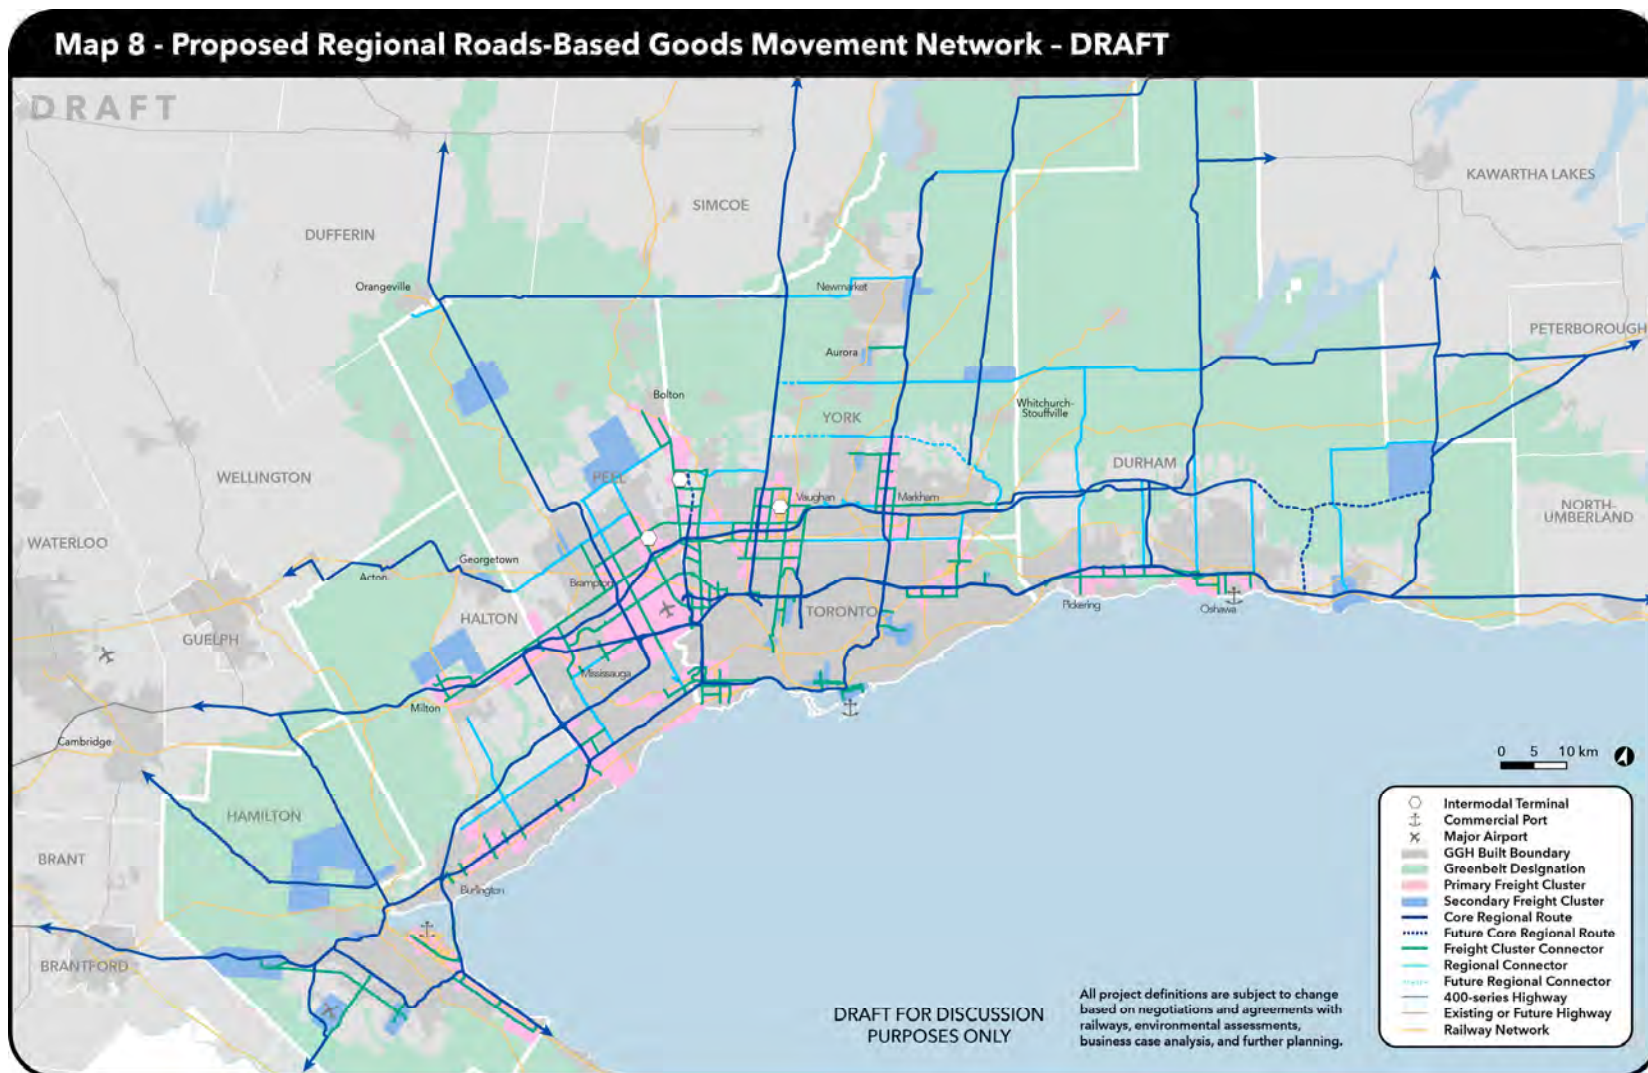 Map 8 - Proposed Regional Roads-Based Goods Movement Network – DRAFT
DRAFT
KAWARTHA LAKES
SIMCOE
DUFFERIN
Orangeville
Newmarket
PETERBOROUGH
Aurora
Bolton
Whitchurch-
Stouffville
YORK
WELLINGTON
PEEL
DURHAM
Vaughan
Markham
NORTH-
UMBERLAND
WATERLOO
Georgetown
Acton
Brampton
Pickering
Oshawa
TORONTO
HALTON
GUELPH
Mississauga
Milton
Cambridge
0 5 10 km
HAMILTON
BRANT
Burlington
BRANTFORD
Intermodal Terminal
Commercial Port
Major Airport
GGH Built Boundary
Greenbelt Designation
Primary Freight Cluster
Secondary Freight Cluster
Core Regional Route
Future Core Regional Route
Freight Cluster Connector
Regional Connector
Future Regional Connector
400-series Highway
Existing or Future Highway
Railway Network
DRAFT FOR DISCUSSION
PURPOSES ONLY
All project definitions are subject to change
based on negotiations and agreements with
railways, environmental assessments,
business case analysis, and further planning.